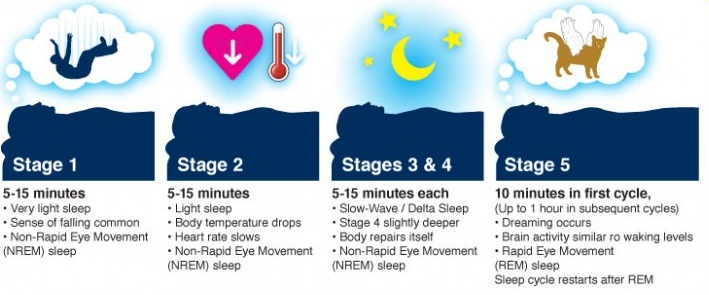 Stage 1
5-15 minutes
• Very light sleep
• Sense of falling common
• Non-Rapid Eye Movement
(NREM) sleep
Stage 2
5-15 minutes
• Light sleep
• Body temperature drops
• Heart rate slows
• Non-Rapid Eye Movement
(NREM) sleep
Stages 3 & 4
5-15 minutes each
• Slow-Wave / Delta Sleep
• Stage 4 slightly deeper
• Body repairs itself
• Non-Rapid Eye Movement
(NREM) sleep
Stage 5
10 minutes in first cycle,
(Up to 1 hour in subsequent cycles)
• Dreaming occurs
• Brain activity similar ro waking levels
• Rapid Eye Movement
(REM) sleep
Sleep cycle restarts after REM